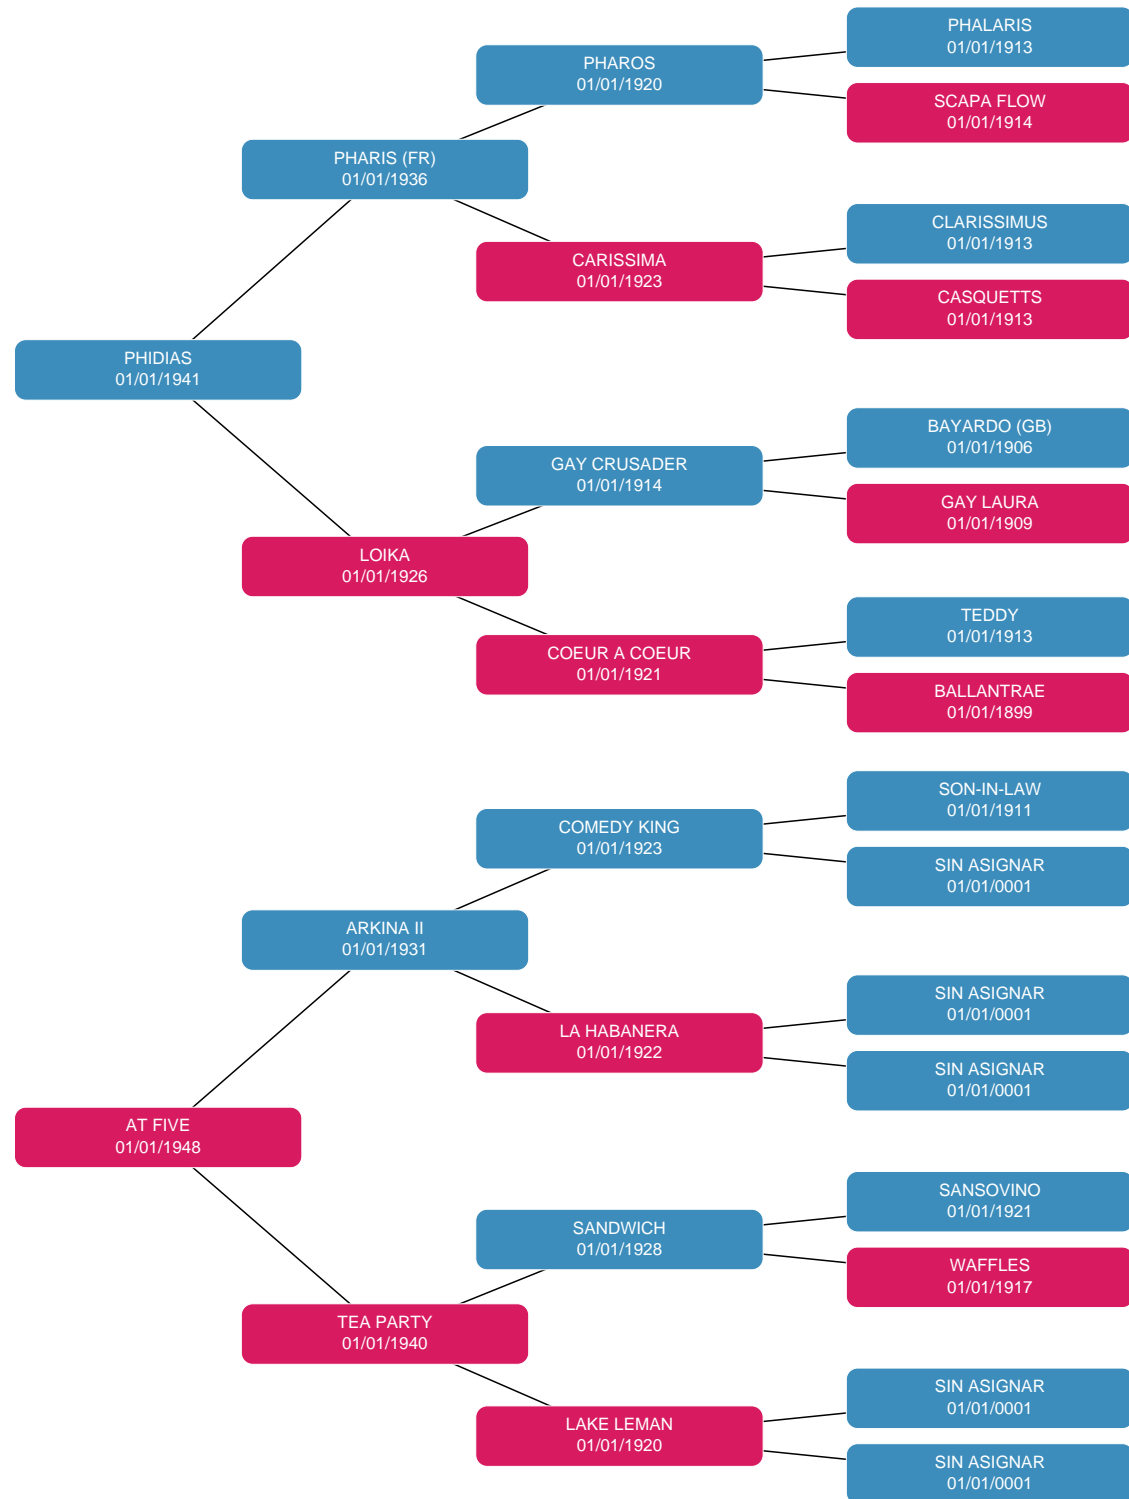 PHALARIS
01/01/1913
PHAROS
01/01/1920
SCAPA FLOW
01/01/1914
PHARIS (FR)
01/01/1936
CLARISSIMUS
01/01/1913
CARISSIMA
01/01/1923
CASQUETTS
01/01/1913
PHIDIAS
01/01/1941
BAYARDO (GB)
01/01/1906
GAY CRUSADER
01/01/1914
GAY LAURA
01/01/1909
LOIKA
01/01/1926
TEDDY
01/01/1913
COEUR A COEUR
01/01/1921
BALLANTRAE
01/01/1899
SON-IN-LAW
01/01/1911
COMEDY KING
01/01/1923
SIN ASIGNAR
01/01/0001
ARKINA II
01/01/1931
SIN ASIGNAR
01/01/0001
LA HABANERA
01/01/1922
SIN ASIGNAR
01/01/0001
AT FIVE
01/01/1948
SANSOVINO
01/01/1921
SANDWICH
01/01/1928
WAFFLES
01/01/1917
TEA PARTY
01/01/1940
SIN ASIGNAR
01/01/0001
LAKE LEMAN
01/01/1920
SIN ASIGNAR
01/01/0001